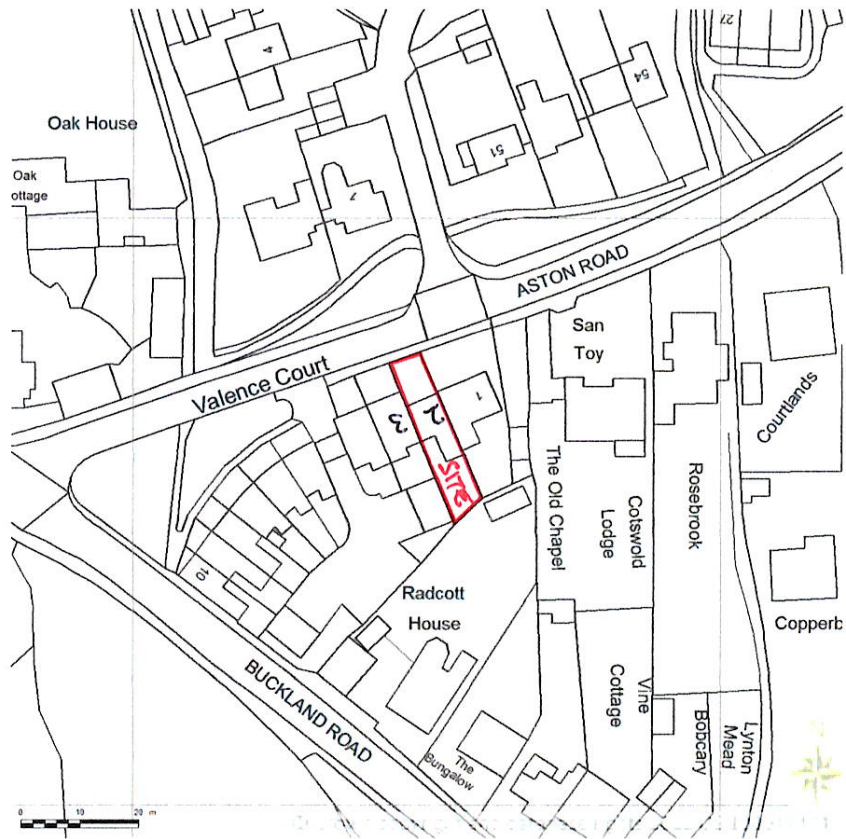 27
4
54
Oak House
51
Oak
ottage
7
ASTON ROAD
San
Toy
Valence Court
Courtlands
1
2
3
SITE
The Old Chapel
Cotswold
Lodge
Rosebrook
10
Radcott
House
Copperb
BUCKLAND ROAD
Vine
Cottage
Bobcary
Lynton
Mead
The
Bungalow
0 10 20 m